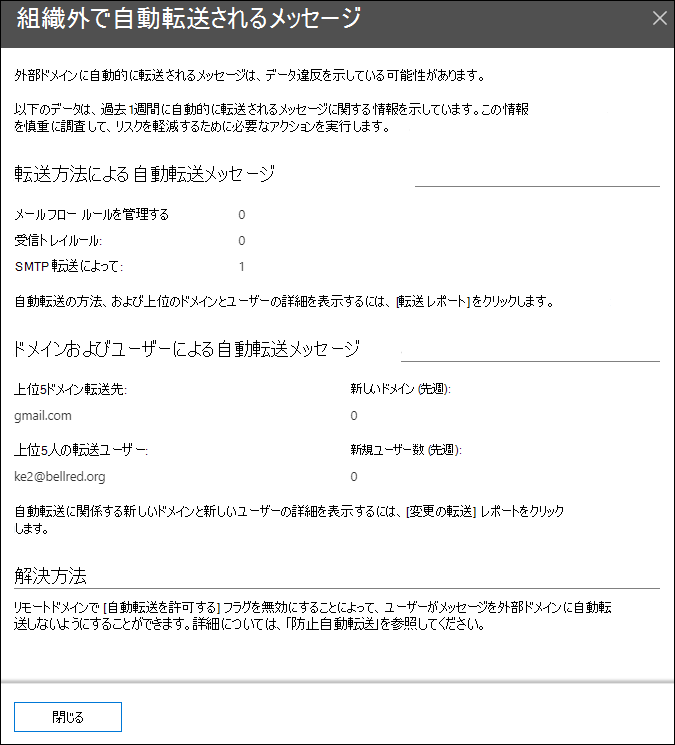 組織外で自動転送されるメッセージ
外部ドメインに自動的に転送されるメッセージは、データ違反を示している可能性があります。
以下のデータは、過去1週間に自動的に転送されるメッセージに関する情報を示しています。この情報
を慎重に調査して、リスクを軽減するために必要なアクションを実行します。
転送方法による自動転送メッセージ
メールフロー ルールを管理する 0
受信トレイルール: 0
SMTP 転送によって: 1
自動転送の方法、および上位のドメインとユーザーの詳細を表示するには、[転送レポート]をクリックします。
ドメインおよびユーザーによる自動転送メッセージ
上位5ドメイン転送先: 新しいドメイン (先週):
gmail.com 0
上位5人の転送ユーザー: 新規ユーザー数 (先週):
ke2@bellred.org 0
自動転送に関係する新しいドメインと新しいユーザーの詳細を表示するには、[変更の転送] レポートをクリック
します。
解決方法
リモートドメインで [自動転送を許可する] フラグを無効にすることによって、ユーザーがメッセージを外部ドメインに自動転
送しないようにすることができます。詳細については、「防止自動転送」を参照してください。
閉じる